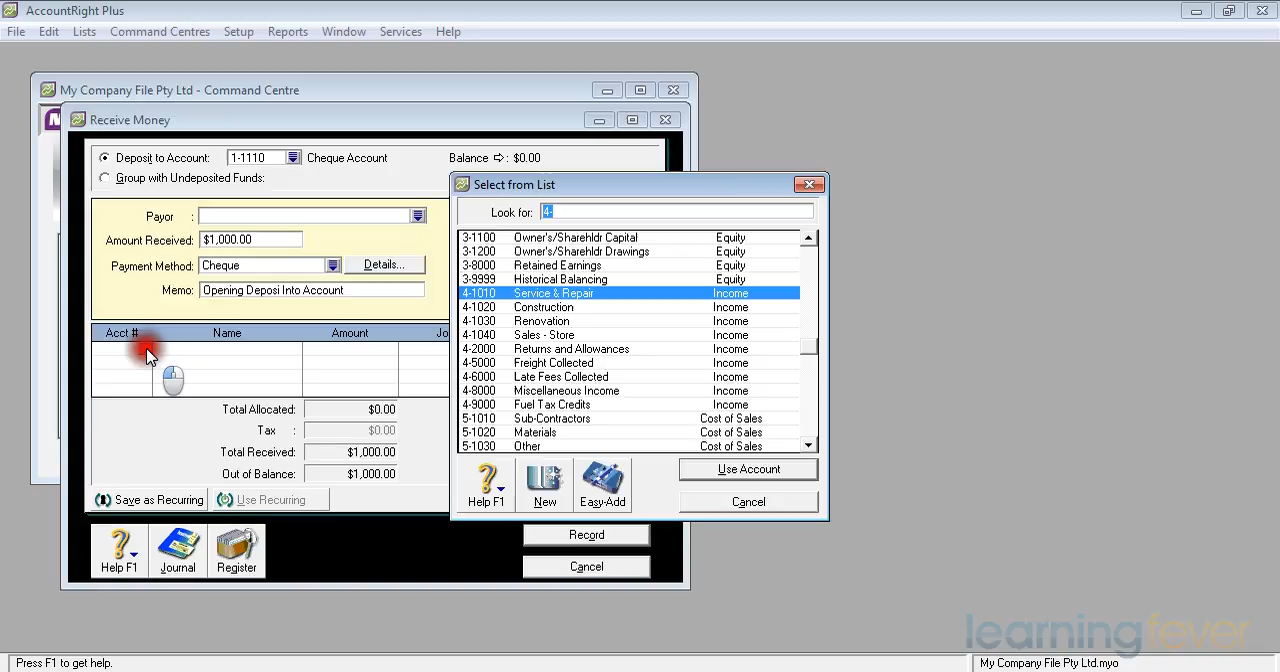 AccountRight Plus
File Edit Lists Command Centres Setup Reports Window Services Help
My Company File Pty Ltd - Command Centre
Receive Money
Deposit to Account: 1-1110 Cheque Account Balance : $0.00
Group with Undeposited Funds:
Payor :
Amount Received: $1,000.00
Payment Method: Cheque Details...
Memo: Opening Deposi Into Account
Acct # Name Amount Jo
Total Allocated: $0.00
Tax : $0.00
Total Received: $1,000.00
Out of Balance: $1,000.00
Save as Recurring Use Recurring
Help F1 Journal Register
Record
Cancel
Select from List
Look for: 4-
3-1100 Owner's/Sharehldr Capital Equity
3-1200 Owner's/Sharehldr Drawings Equity
3-8000 Retained Earnings Equity
3-9999 Historical Balancing Equity
4-1010 Service & Repair Income
4-1020 Construction Income
4-1030 Renovation Income
4-1040 Sales - Store Income
4-2000 Returns and Allowances Income
4-5000 Freight Collected Income
4-6000 Late Fees Collected Income
4-8000 Miscellaneous Income Income
4-9000 Fuel Tax Credits Income
5-1010 Sub-Contractors Cost of Sales
5-1020 Materials Cost of Sales
5-1030 Other Cost of Sales
Help F1 New Easy-Add
Use Account
Cancel
learningfever
Press F1 to get help. My Company File Pty Ltd.myo